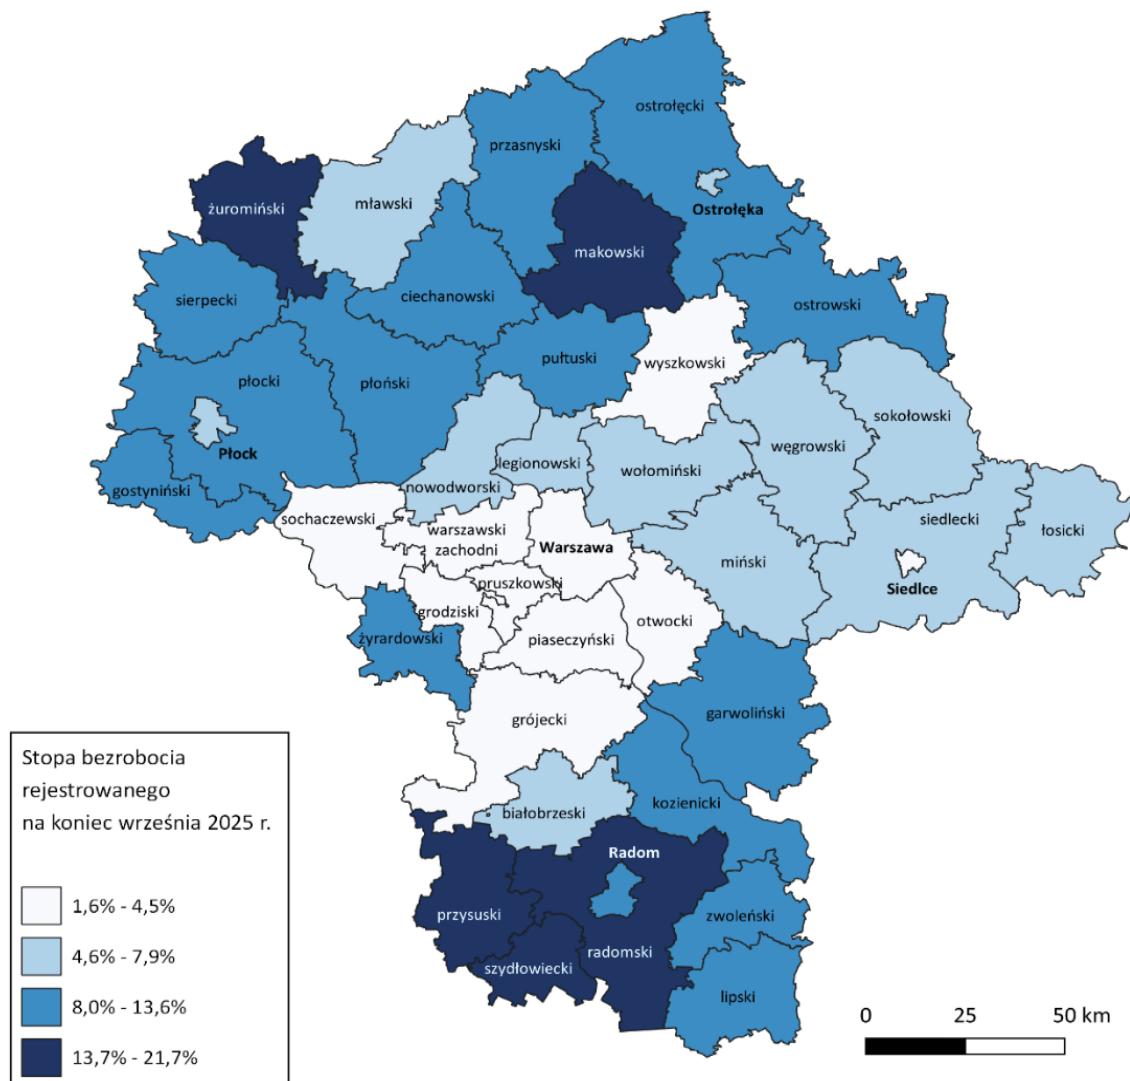 ostrołęcki
przasnyski
żuromiński
mławski
Ostrołęka
makowski
sierpecki
ciechanowski
ostrowski
płocki
płoński
pułtuski
wyszkowski
sokołowski
Płock
legionowski
wołomiński
węgrowski
gostyniński
nowodworski
sochaczewski
warszawski
zachodni
Warszawa
siedlecki
łosicki
pruszkowski
miński
Siedlce
grodziski
żyrardowski
piaseczyński
otwocki
grójecki
garwoliński
białobrzeski
kozienicki
Radom
przysuski
zwoleński
szydłowiecki
radomski
lipski
Stopa bezrobocia
rejestrowanego
na koniec września 2025 r.
1,6% - 4,5%
4,6% - 7,9%
8,0% - 13,6%
13,7% - 21,7%
0 25 50 km